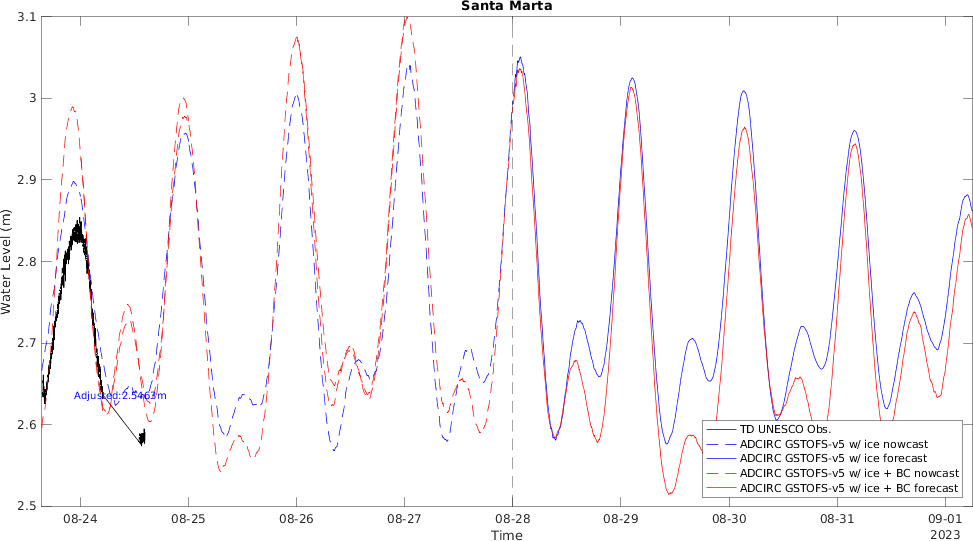 Santa Marta
3.1
3
2.9
2.8
2.7
2.6
2.5
Water Level (m)
Adjusted:2.5463m
TD UNESCO Obs.
ADCIRC GSTOFS-v5 w/ ice nowcast
ADCIRC GSTOFS-v5 w/ ice forecast
ADCIRC GSTOFS-v5 w/ ice + BC nowcast
ADCIRC GSTOFS-v5 w/ ice + BC forecast
08-24 08-25 08-26 08-27 08-28 08-29 08-30 08-31 09-01
Time
2023